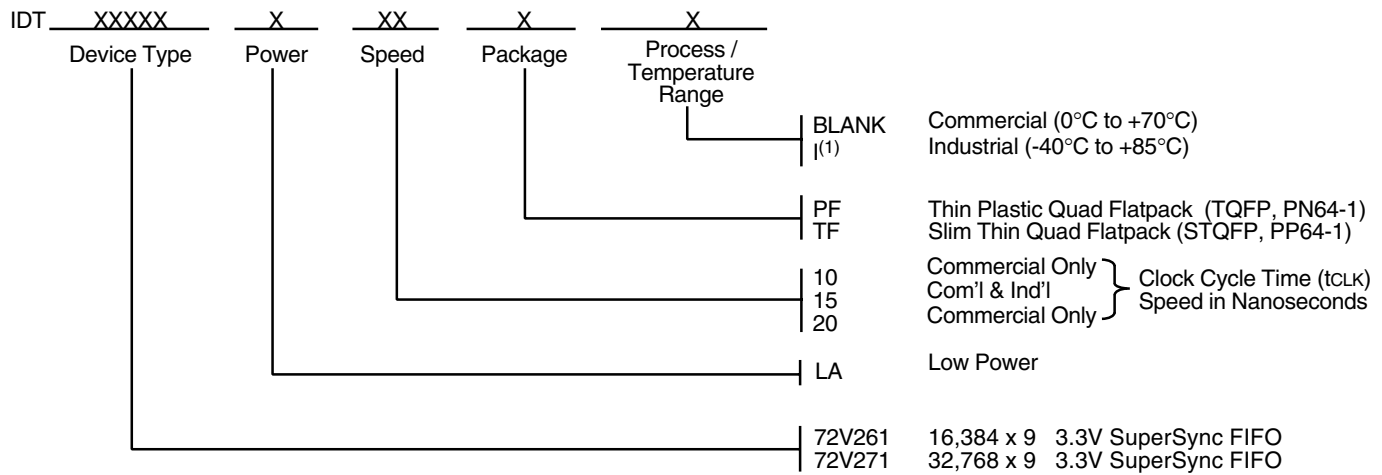 IDT XXXXX X XX X X
Device Type Power Speed Package Process / Temperature Range
BLANK Commercial (0°C to +70°C)
I(1) Industrial (-40°C to +85°C)
PF Thin Plastic Quad Flatpack (TQFP, PN64-1)
TF Slim Thin Quad Flatpack (STQFP, PP64-1)
10 Commercial Only
15 Com'l & Ind'l
20 Commercial Only
Clock Cycle Time (tCLK)
Speed in Nanoseconds
LA Low Power
72V261 16,384 x 9 3.3V SuperSync FIFO
72V271 32,768 x 9 3.3V SuperSync FIFO